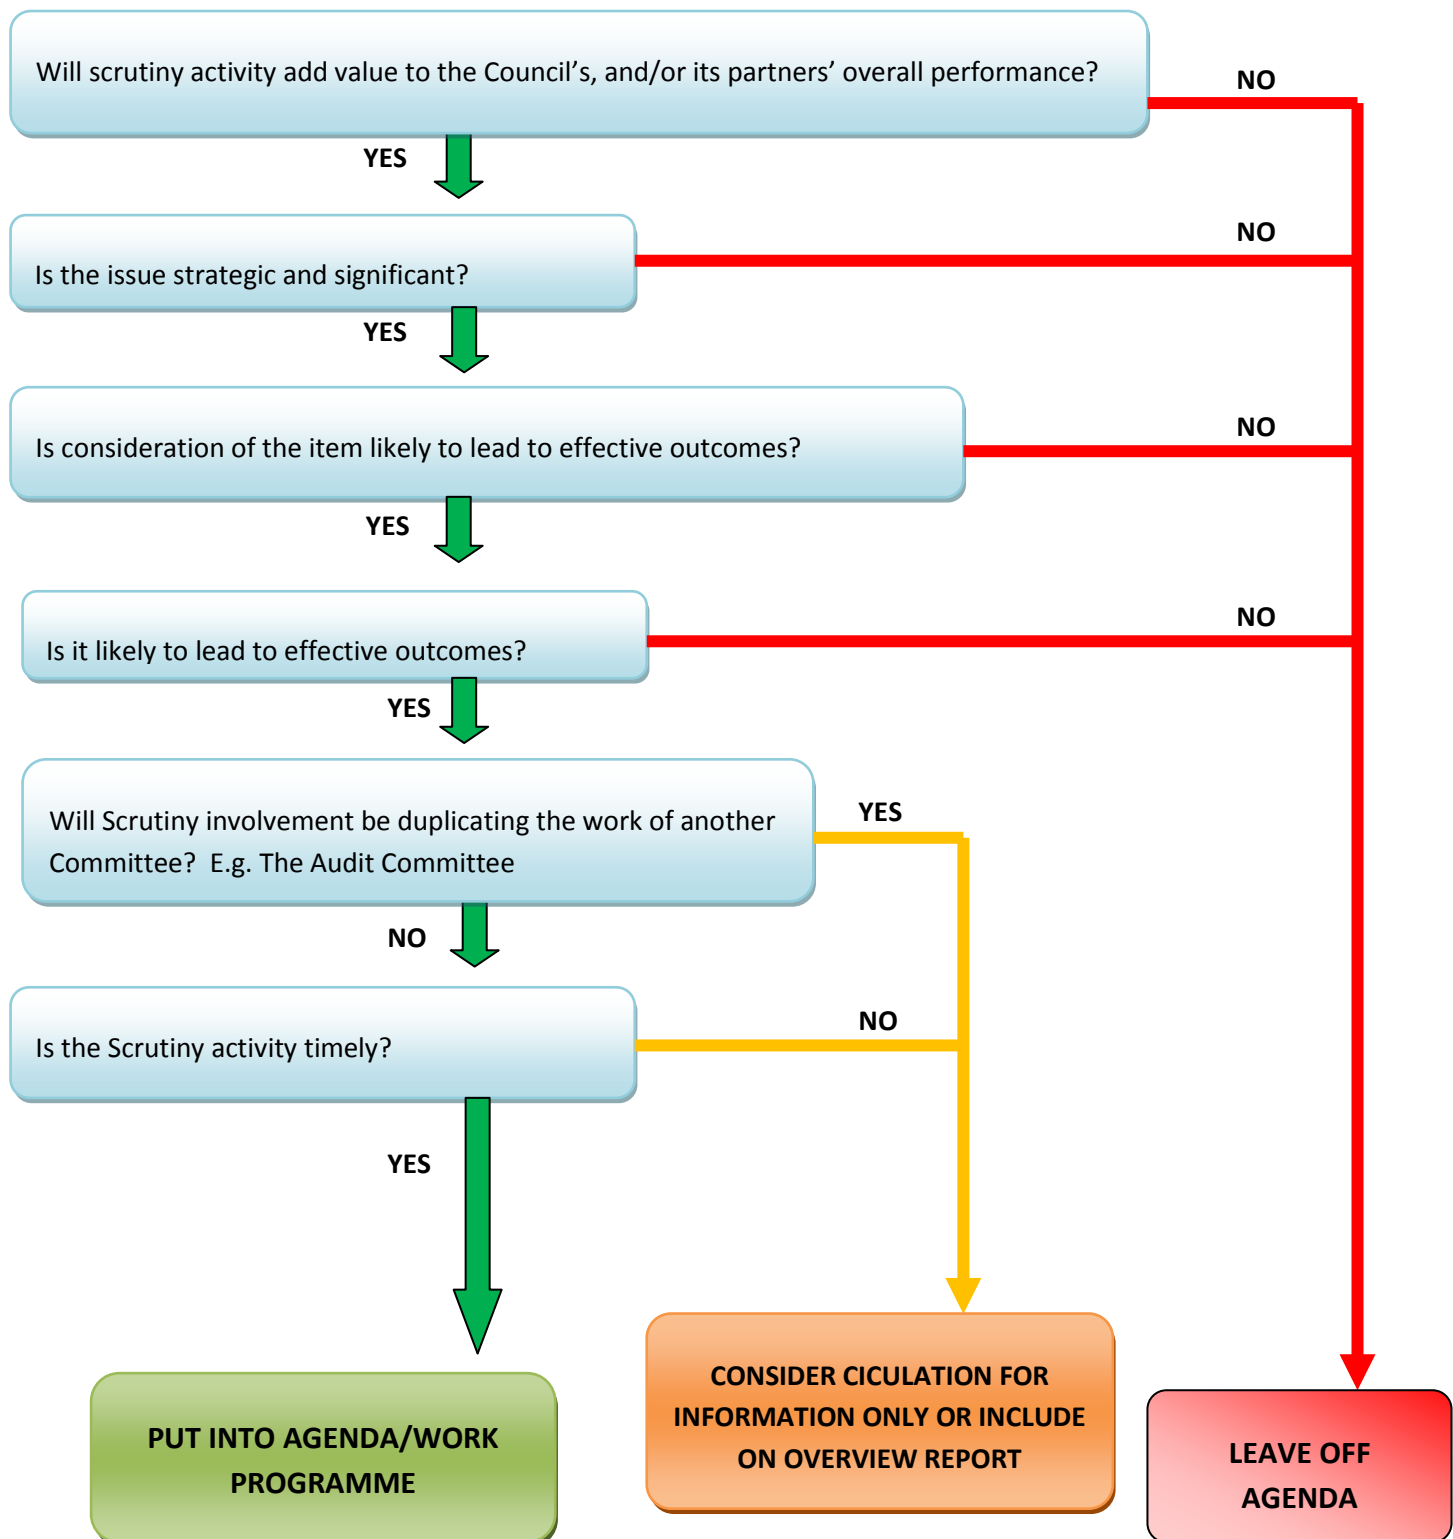 Will scrutiny activity add value to the Council’s, and/or its partners’ overall performance?
NO
YES
Is the issue strategic and significant?
NO
YES
Is consideration of the item likely to lead to effective outcomes?
NO
YES
Is it likely to lead to effective outcomes?
NO
YES
Will Scrutiny involvement be duplicating the work of another
Committee? E.g. The Audit Committee
YES
NO
Is the Scrutiny activity timely?
NO
YES
PUT INTO AGENDA/WORK
PROGRAMME
CONSIDER CICULATION FOR
INFORMATION ONLY OR INCLUDE
ON OVERVIEW REPORT
LEAVE OFF
AGENDA